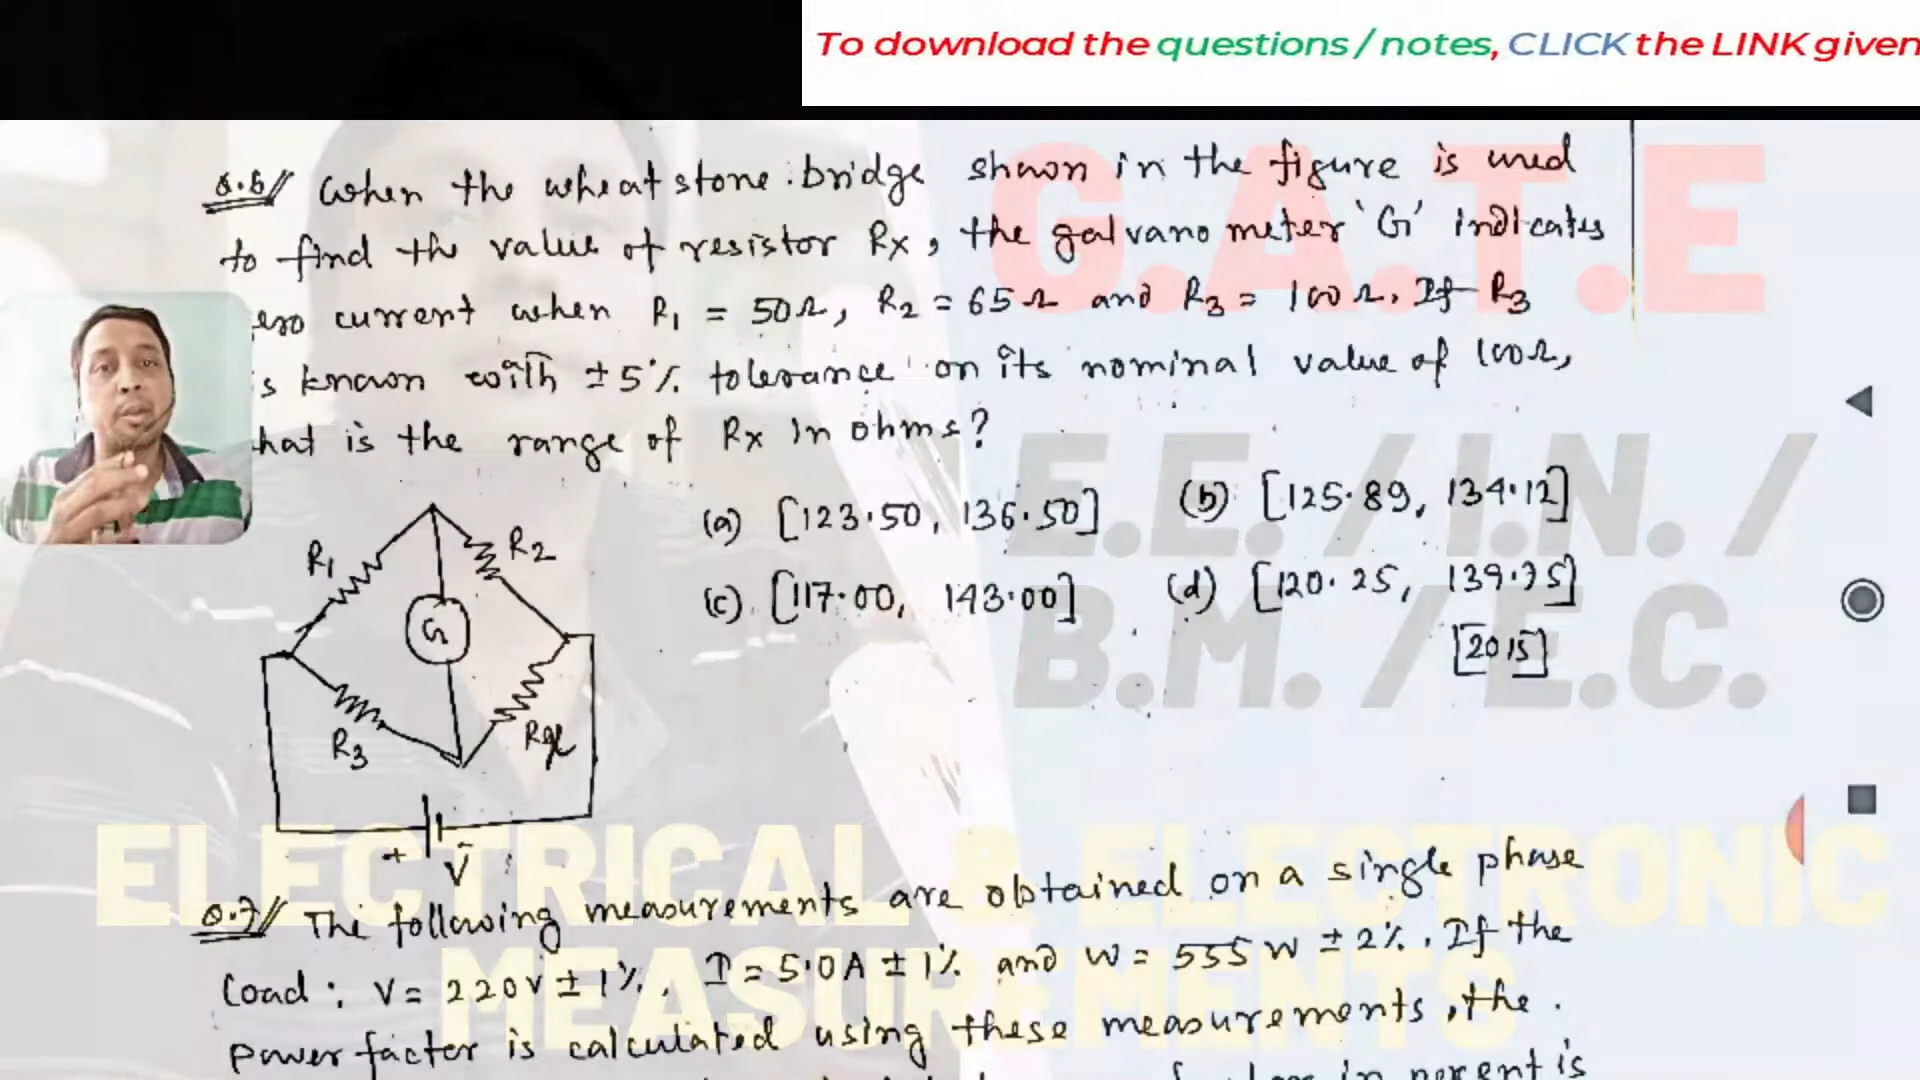 To download the questions / notes, CLICK the LINK given
Q.6 When the wheatstone bridge shown in the figure is used
to find the value of resistor Rx, the galvanometer 'G' indicates
ero current when R1 = 50Ω, R2 = 65Ω and R3 = 100Ω. If R3
s known with ±5% tolerance on its nominal value of 100Ω,
hat is the range of Rx in ohms?
(a) [123.50, 136.50] (b) [125.89, 134.12]
(c) [117.00, 143.00] (d) [120.25, 139.75]
[2015]
R1
R2
G
R3
Rx
+
V
Q.7 The following measurements are obtained on a single phase
Load: V = 220V ± 1%, I = 5.0A ± 1% and W = 555W ± 2%. If the
power factor is calculated using these measurements, the
in percent is
G.A.T.E
E.E. / I.N. /
B.M. / E.C.
ELECTRICAL & ELECTRONIC
MEASUREMENTS